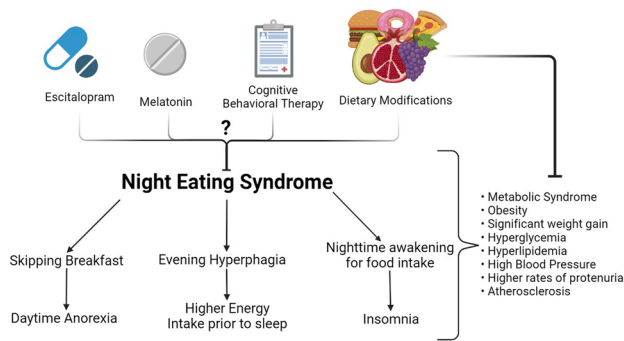 Escitalopram
Melatonin
Cognitive
Behavioral Therapy
Dietary Modifications
?
Night Eating Syndrome
Skipping Breakfast
Daytime Anorexia
Evening Hyperphagia
Higher Energy
Intake prior to sleep
Nighttime awakening
for food intake
Insomnia
• Metabolic Syndrome
• Obesity
• Significant weight gain
• Hyperglycemia
• Hyperlipidemia
• High Blood Pressure
• Higher rates of protenuria
• Atherosclerosis